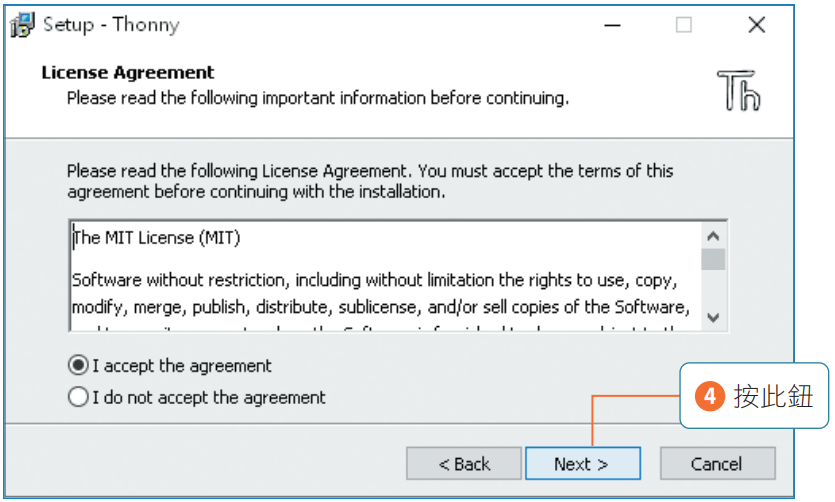 Setup - Thonny
License Agreement
Please read the following important information before continuing.
Th
Please read the following License Agreement. You must accept the terms of this
agreement before continuing with the installation.
The MIT License (MIT)
Software without restriction, including without limitation the rights to use, copy,
modify, merge, publish, distribute, sublicense, and/or sell copies of the Software,
I accept the agreement
I do not accept the agreement
4 按此鈕
< Back
Next >
Cancel